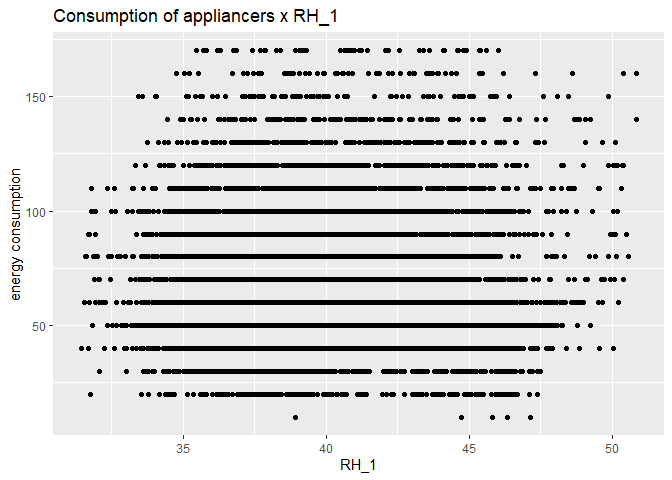 Consumption of appliancers x RH_1
energy consumption
150
100
50
35 40 45 50
RH_1